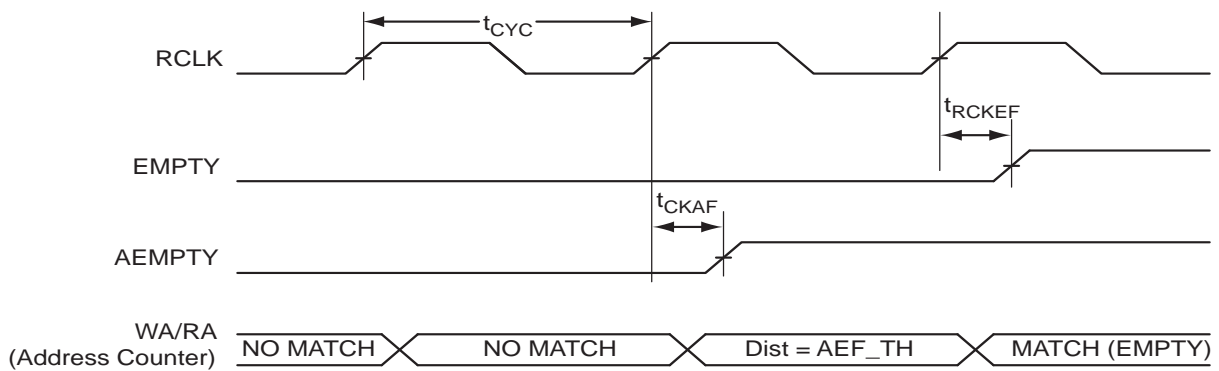 tCYC
RCLK
tRCKEF
EMPTY
tCKAF
AEMPTY
WA/RA
(Address Counter)
NO MATCH
NO MATCH
Dist = AEF_TH
MATCH (EMPTY)